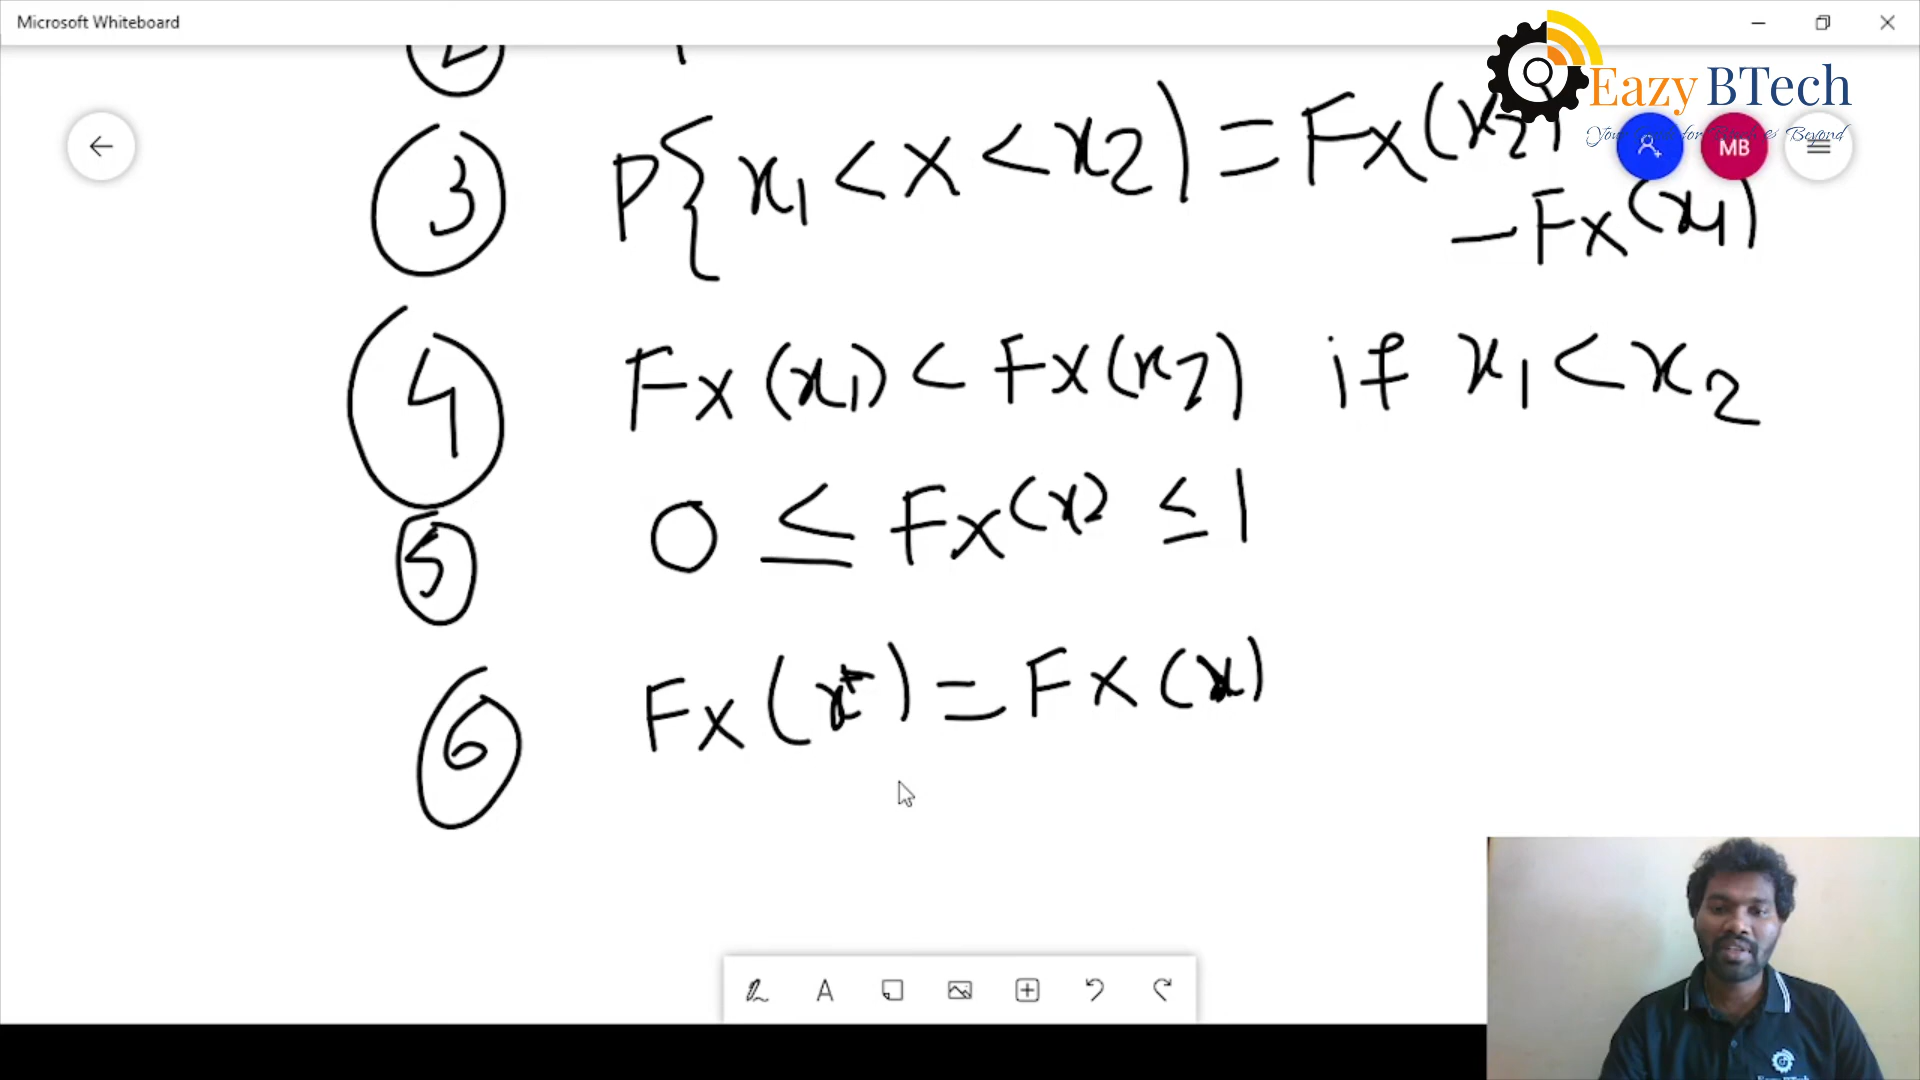 Microsoft Whiteboard
Eazy BTech
MB
3 P{x1 < X < x2) = Fx(x2)
- Fx(x1)
4 Fx(x1) < Fx(x2) if x1 < x2
5 0 ≤ Fx(x) ≤ 1
6 Fx(x+) = Fx(x)
A